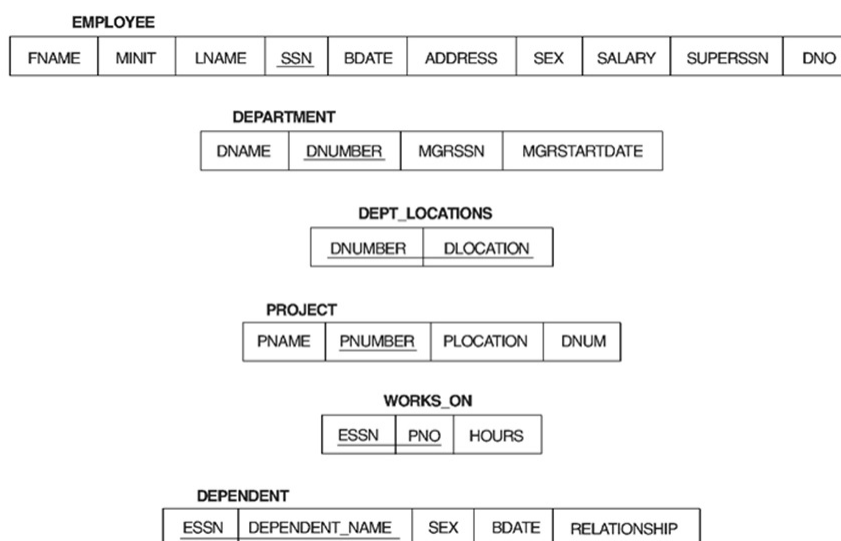 EMPLOYEE
FNAME MINIT LNAME SSN BDATE ADDRESS SEX SALARY SUPERSSN DNO
DEPARTMENT
DNAME DNUMBER MGRSSN MGRSTARTDATE
DEPT_LOCATIONS
DNUMBER DLOCATION
PROJECT
PNAME PNUMBER PLOCATION DNUM
WORKS_ON
ESSN PNO HOURS
DEPENDENT
ESSN DEPENDENT_NAME SEX BDATE RELATIONSHIP